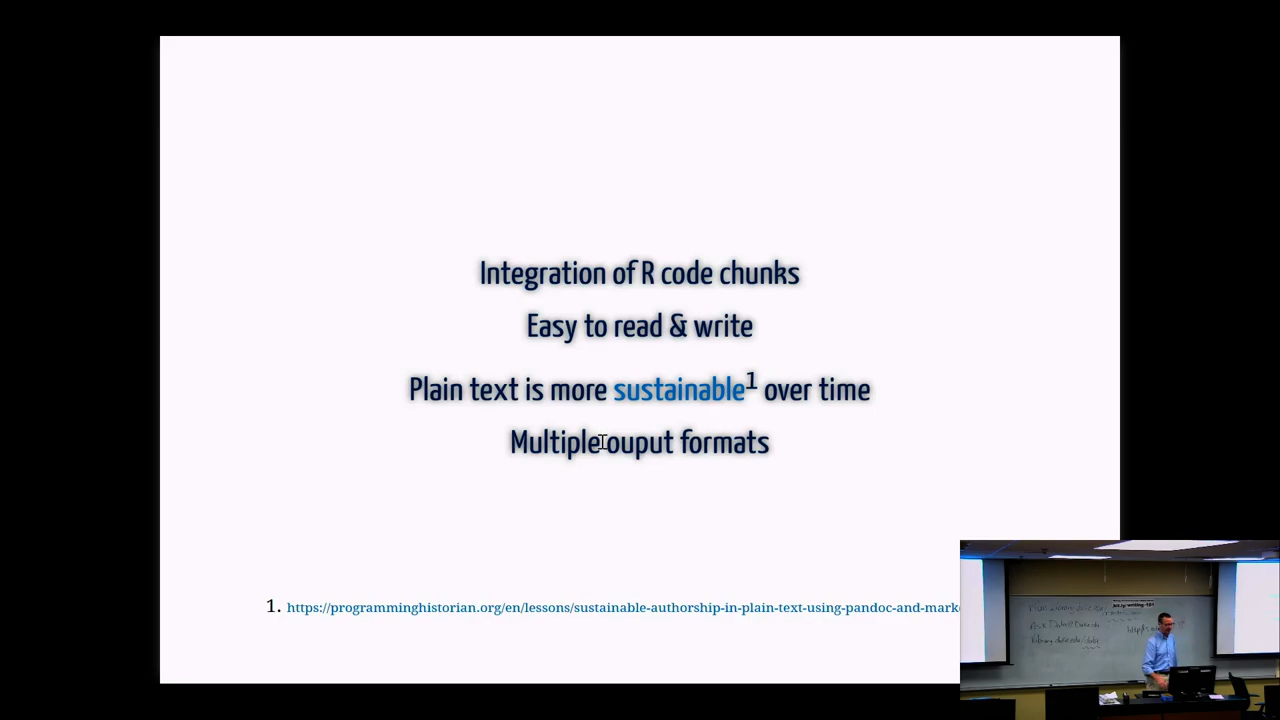 Integration of R code chunks
Easy to read & write
Plain text is more sustainable1 over time
Multiple ouput formats
1. https://programminghistorian.org/en/lessons/sustainable-authorship-in-plain-text-using-pandoc-and-mark